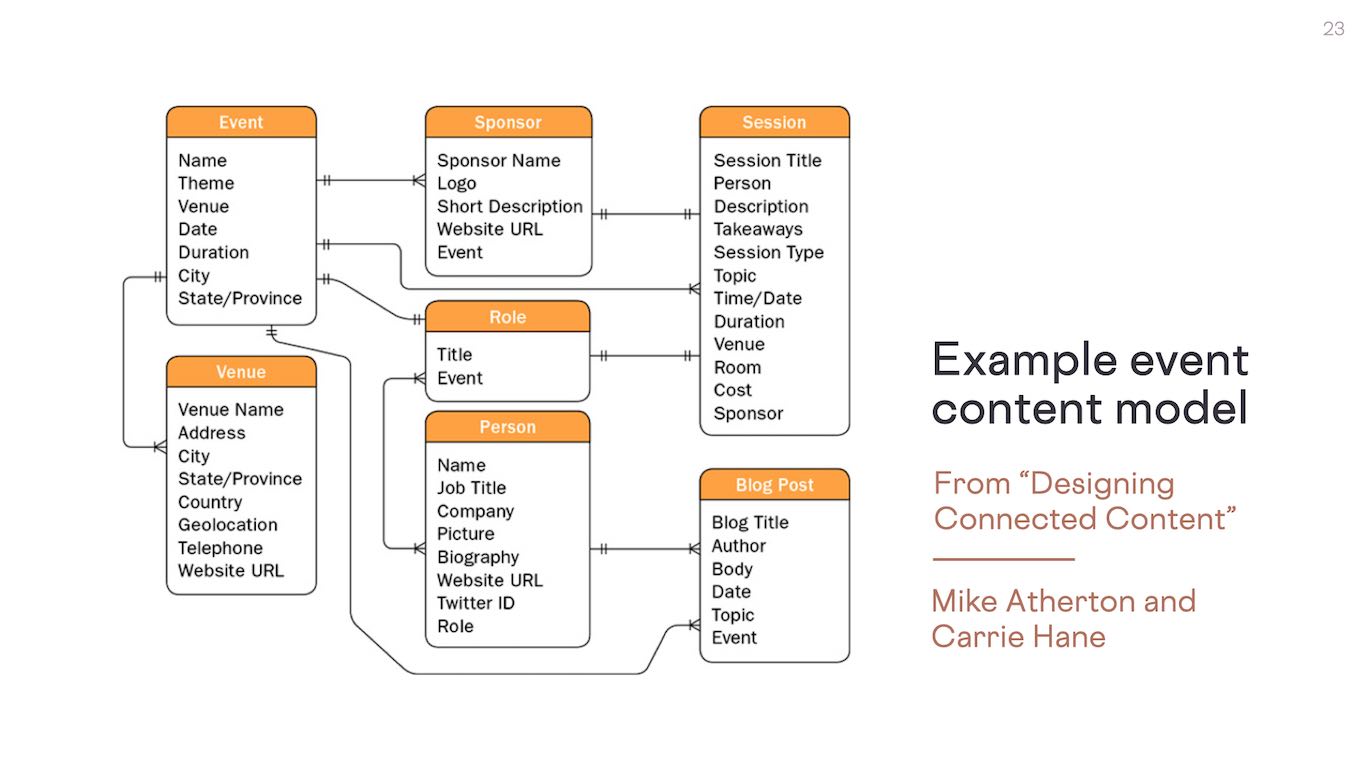 23
Event
Name
Theme
Venue
Date
Duration
City
State/Province
Venue
Venue Name
Address
City
State/Province
Country
Geolocation
Telephone
Website URL
Sponsor
Sponsor Name
Logo
Short Description
Website URL
Event
Role
Title
Event
Person
Name
Job Title
Company
Picture
Biography
Website URL
Twitter ID
Role
Session
Session Title
Person
Description
Takeaways
Session Type
Topic
Time/Date
Duration
Venue
Room
Cost
Sponsor
Blog Post
Blog Title
Author
Body
Date
Topic
Event
Example event
content model
From “Designing
Connected Content”
Mike Atherton and
Carrie Hane